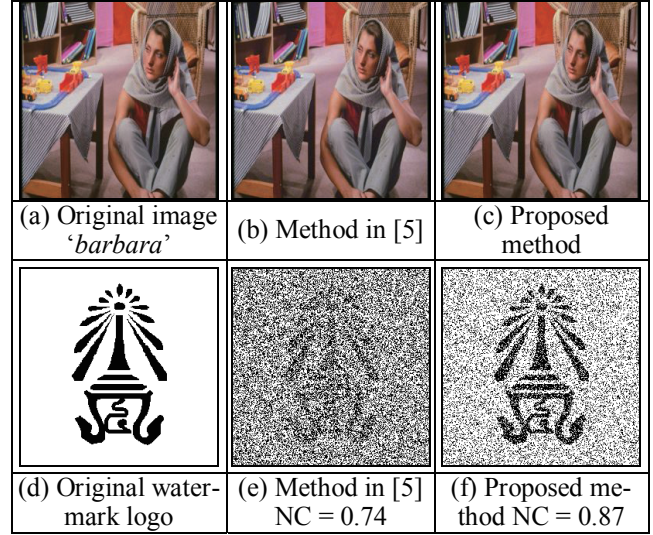 (a) Original image
‘barbara’
(b) Method in [5]
(c) Proposed
method
(d) Original water-
mark logo
(e) Method in [5]
NC = 0.74
(f) Proposed me-
thod NC = 0.87